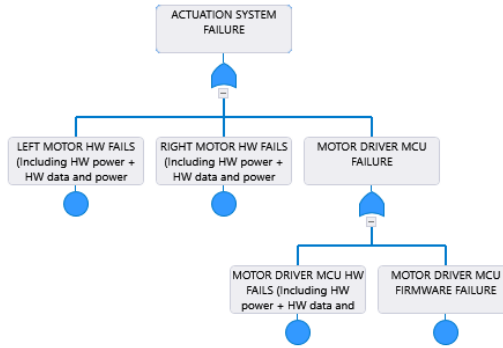 ACTUATION SYSTEM
FAILURE
LEFT MOTOR HW FAILS
(Including HW power +
HW data and power
RIGHT MOTOR HW FAILS
(Including HW power +
HW data and power
MOTOR DRIVER MCU
FAILURE
MOTOR DRIVER MCU HW
FAILS (Including HW
power + HW data and
MOTOR DRIVER MCU
FIRMWARE FAILURE